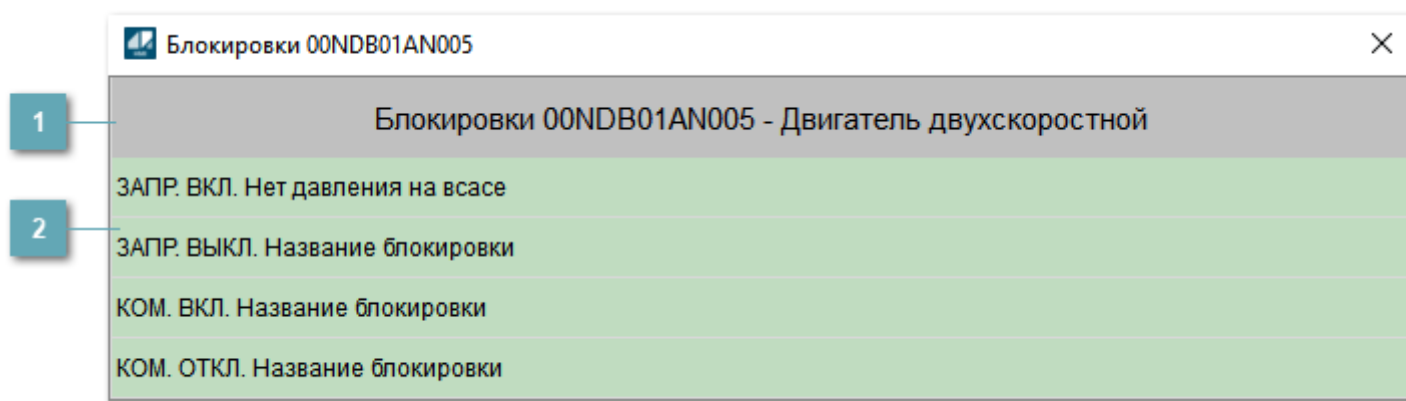 Блокировки 00NDB01AN005
1
Блокировки 00NDB01AN005 - Двигатель двухскоростной
ЗАПР. ВКЛ. Нет давления на всасе
2
ЗАПР. ВЫКЛ. Название блокировки
КОМ. ВКЛ. Название блокировки
КОМ. ОТКЛ. Название блокировки